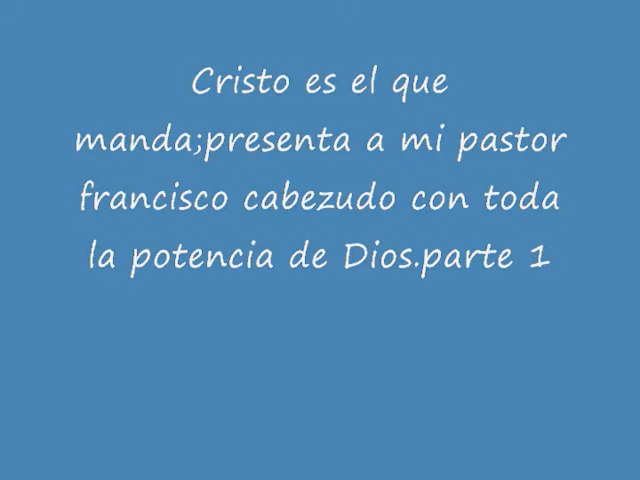 Cristo es el que
manda;presenta a mi pastor
francisco cabezudo con toda
la potencia de Dios.parte 1